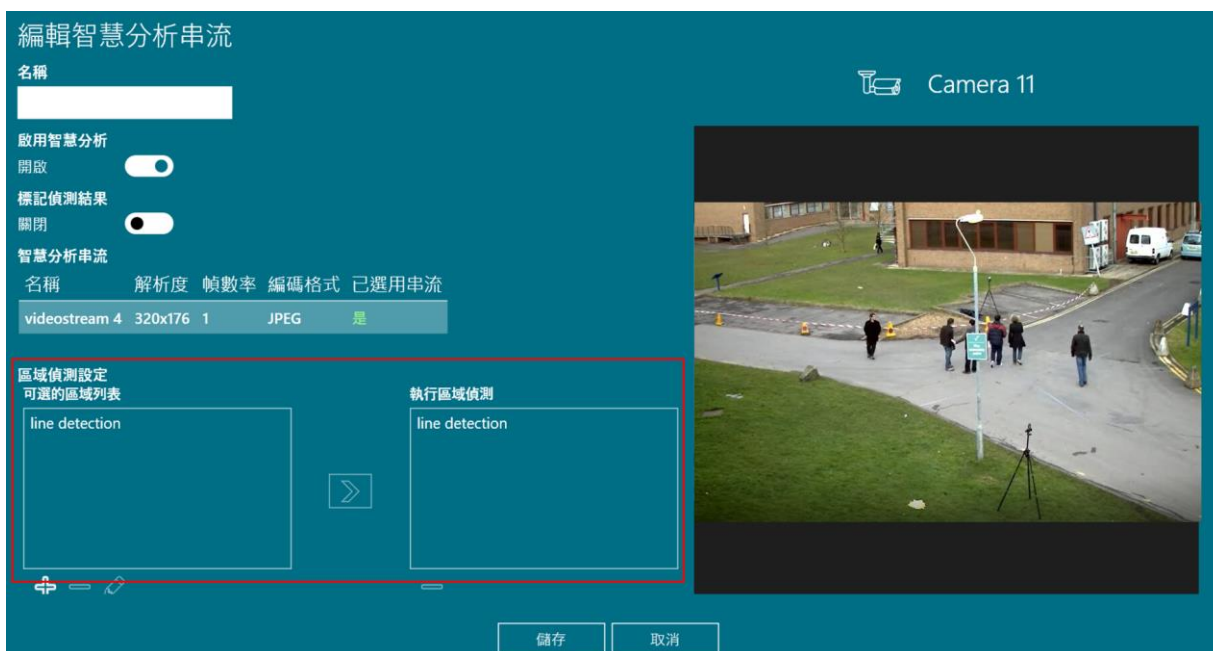 編輯智慧分析串流
名稱
Camera 11
啟用智慧分析
開啟
標記偵測結果
關閉
智慧分析串流
名稱 解析度 幀數率 編碼格式 已選用串流
videostream 4 320x176 1 JPEG 是
區域偵測設定
可選的區域列表 執行區域偵測
line detection line detection
儲存 取消